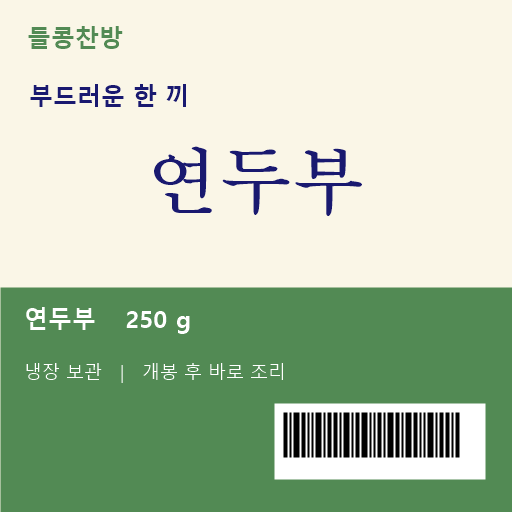 들콩찬방
부드러운 한 끼
연두부
연두부 250 g
냉장 보관 | 개봉 후 바로 조리